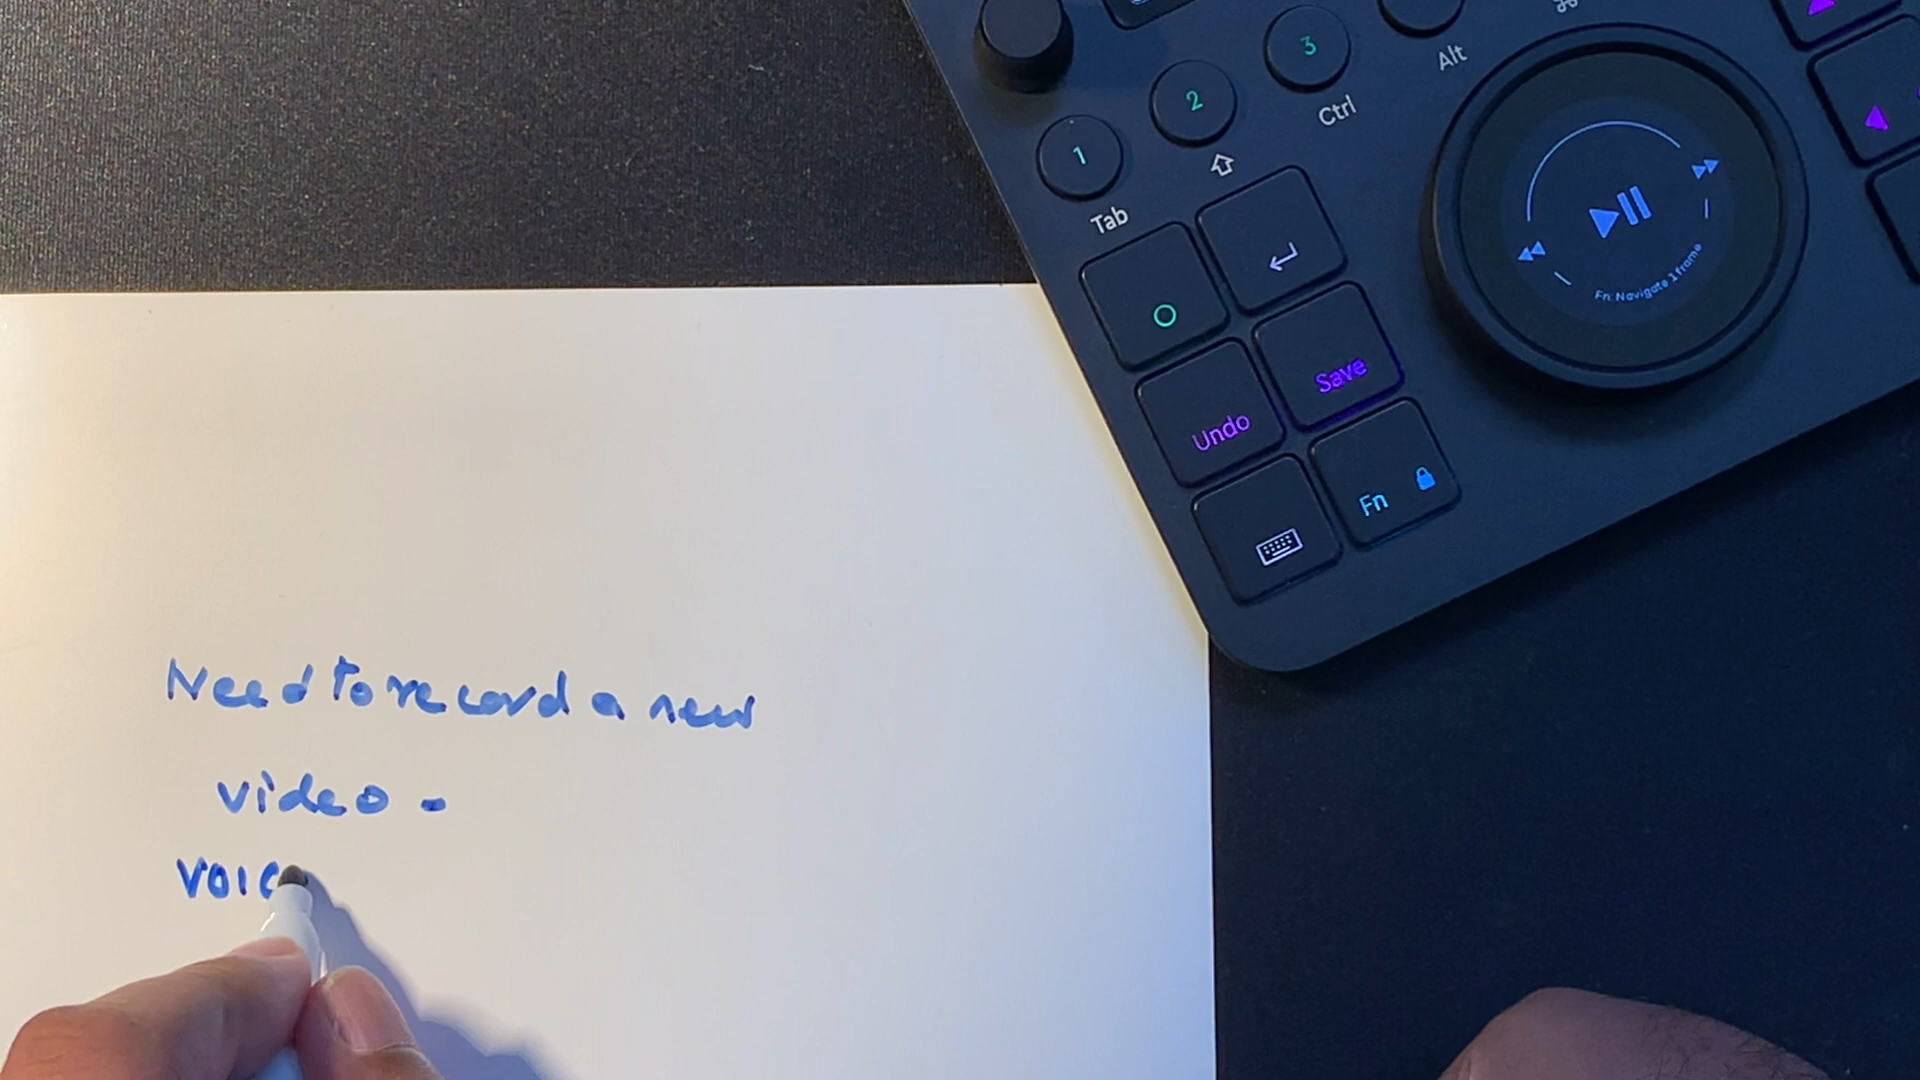 3
Alt
2
Ctrl
1
Tab
Fn: Navigate 1 frame
Save
Undo
Fn
Need to record a new
video -
voic